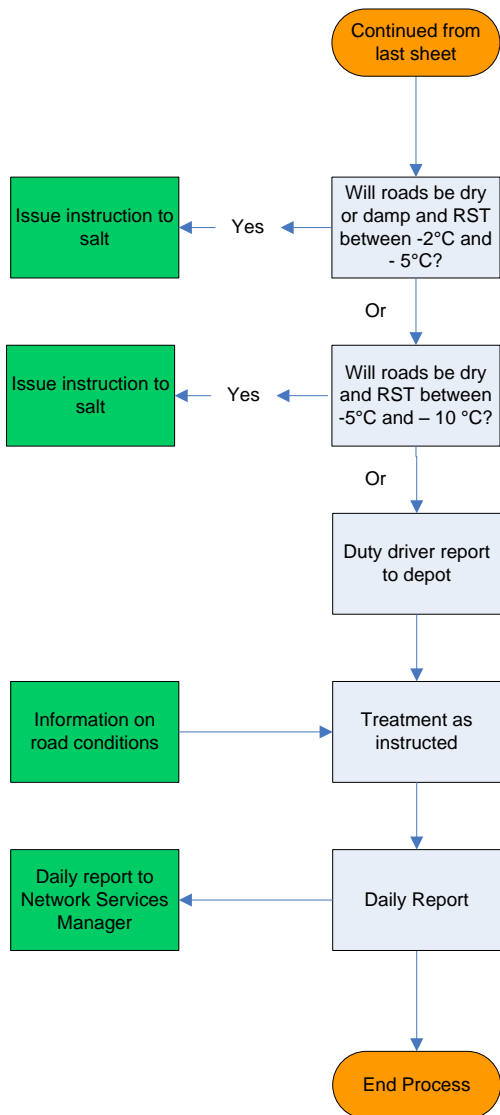 Continued from
last sheet
Will roads be dry
or damp and RST
between -2°C and
- 5°C?
Yes
Issue instruction to
salt
Or
Will roads be dry
and RST between
-5°C and – 10 °C?
Yes
Issue instruction to
salt
Or
Duty driver report
to depot
Information on
road conditions
Treatment as
instructed
Daily report to
Network Services
Manager
Daily Report
End Process